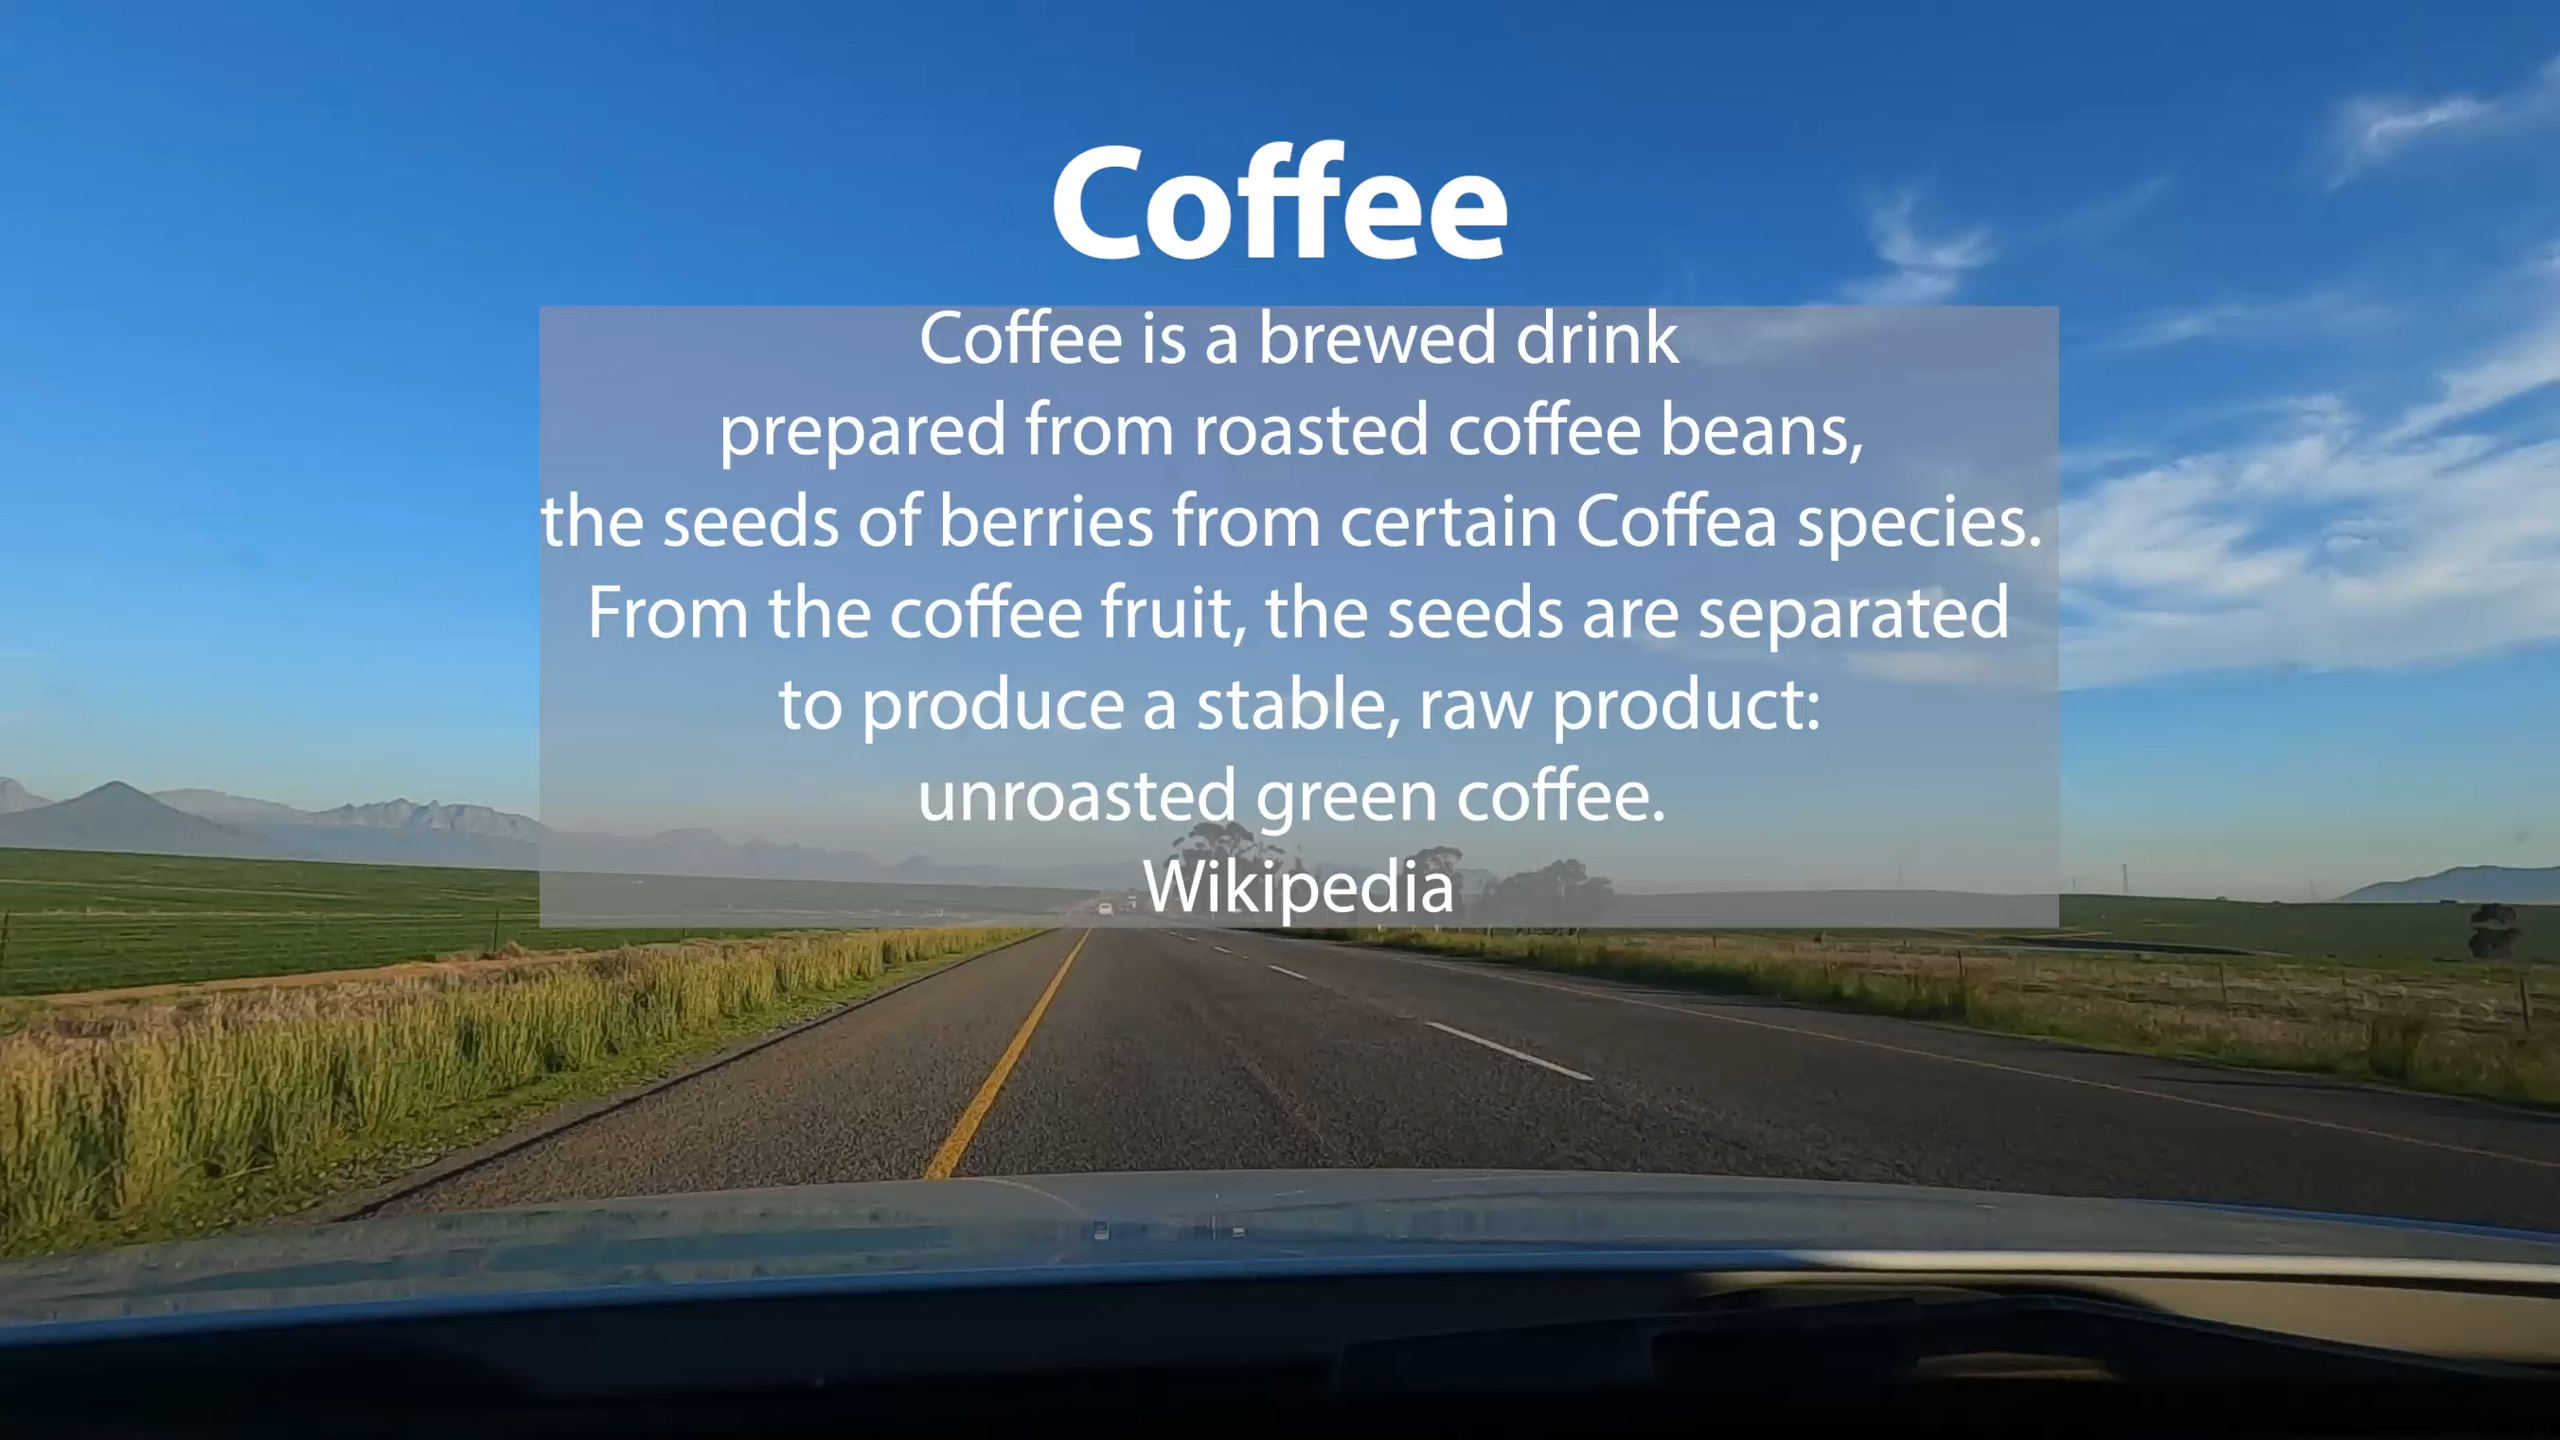 Coffee
Coffee is a brewed drink
prepared from roasted coffee beans,
the seeds of berries from certain Coffea species.
From the coffee fruit, the seeds are separated
to produce a stable, raw product:
unroasted green coffee.
Wikipedia